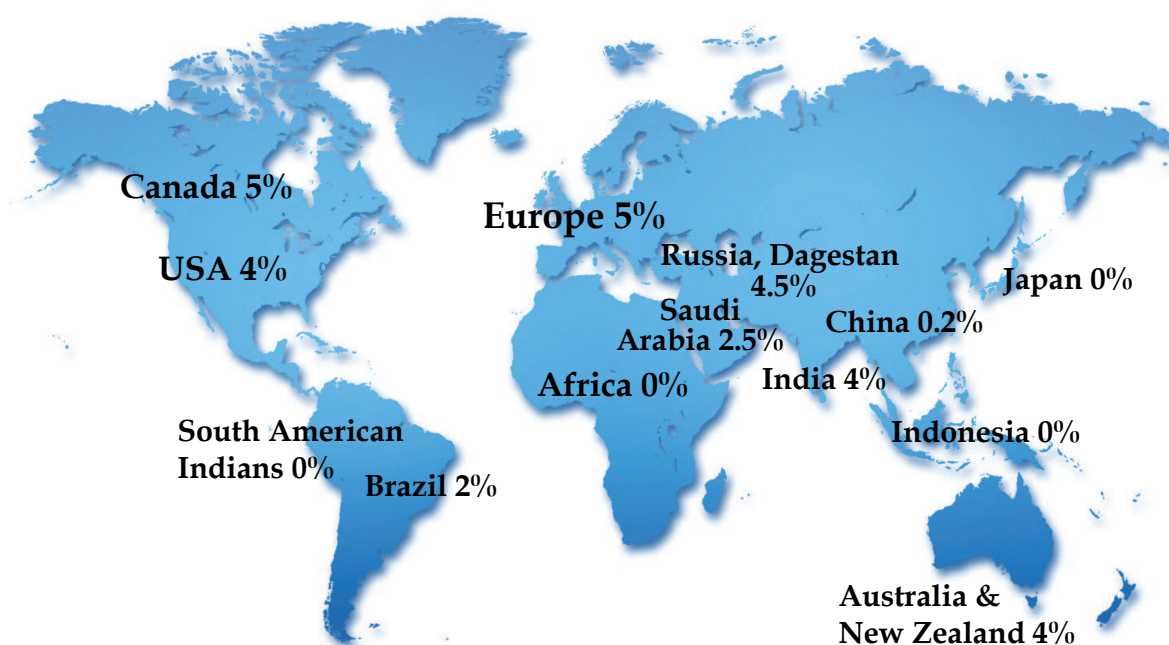 Canada 5%
Europe 5%
USA 4%
Russia, Dagestan
4.5%
Japan 0%
Saudi
Arabia 2.5%
China 0.2%
Africa 0%
India 4%
South American
Indians 0%
Indonesia 0%
Brazil 2%
Australia &
New Zealand 4%